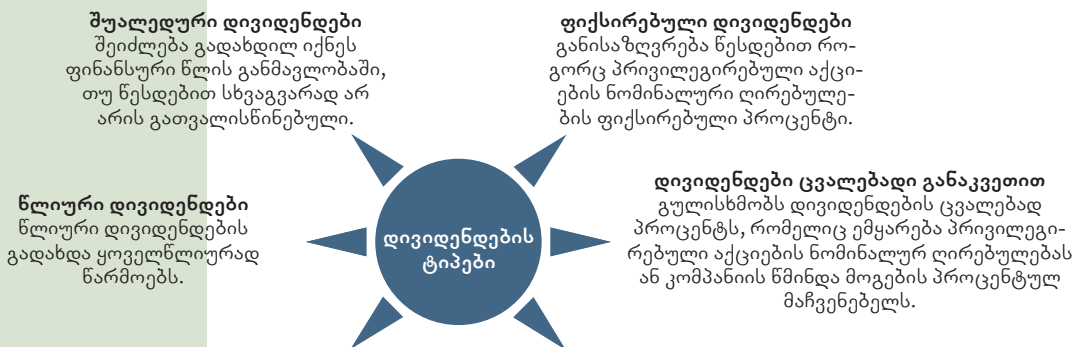 შუალედური დივიდენდები
შეიძლება გადახდილ იქნეს
ფინანსური წლის განმავლობაში,
თუ წესდებით სხვაგვარად არ
არის გათვალისწინებული.
ფიქსირებული დივიდენდები
განისაზღვრება წესდებით რო-
გორც პრივილეგირებული აქცი-
ების ნომინალური ღირებულე-
ბის ფიქსირებული პროცენტი.
წლიური დივიდენდები
წლიური დივიდენდების
გადახდა ყოველწლიურად
წარმოებს.
დივიდენდების
ტიპები
დივიდენდები ცვალებადი განაკვეთით
გულისხმობს დივიდენდების ცვალებად
პროცენტს, რომელიც ემყარება პრივილეგი-
რებული აქციების ნომინალურ ღირებულებას
ან კომპანიის წმინდა მოგების პროცენტულ
მაჩვენებელს.